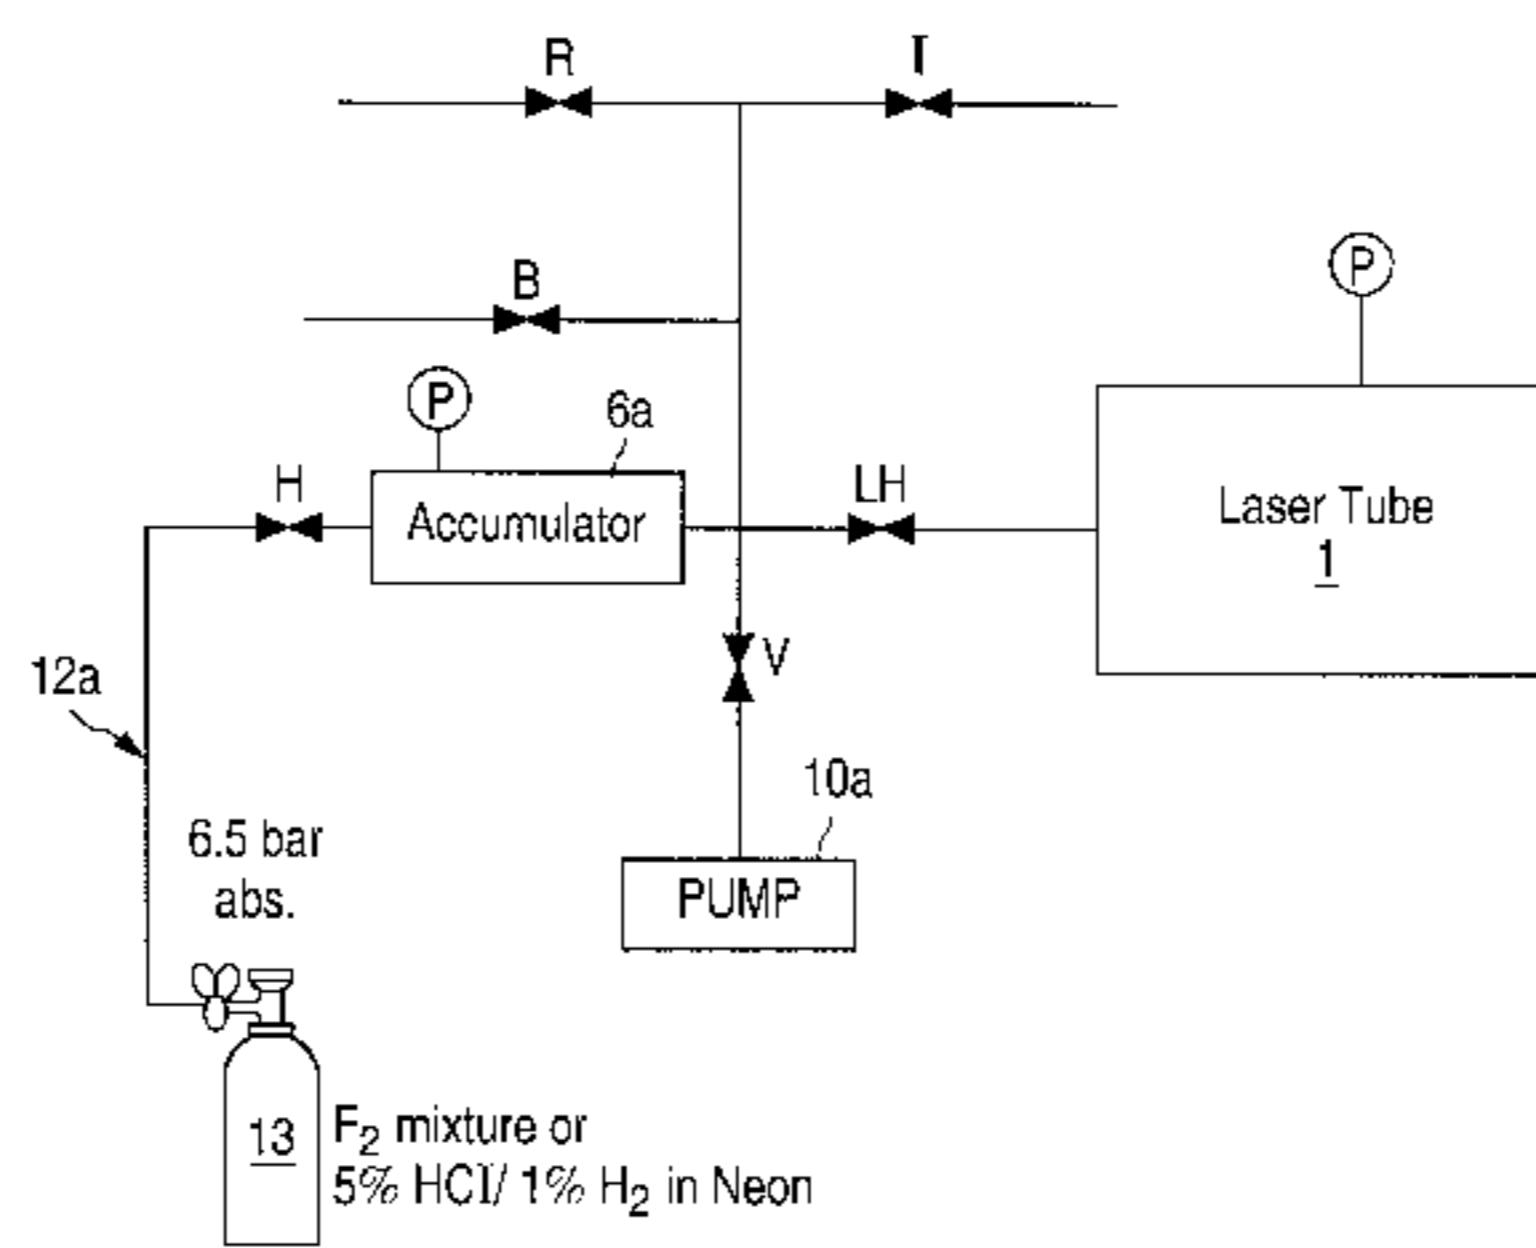 R
I
B
P
P
6a
H
Accumulator
LH
Laser Tube
1
V
12a
10a
6.5 bar
abs.
PUMP
13
F₂ mixture or
5% HCl/ 1% H₂ in Neon